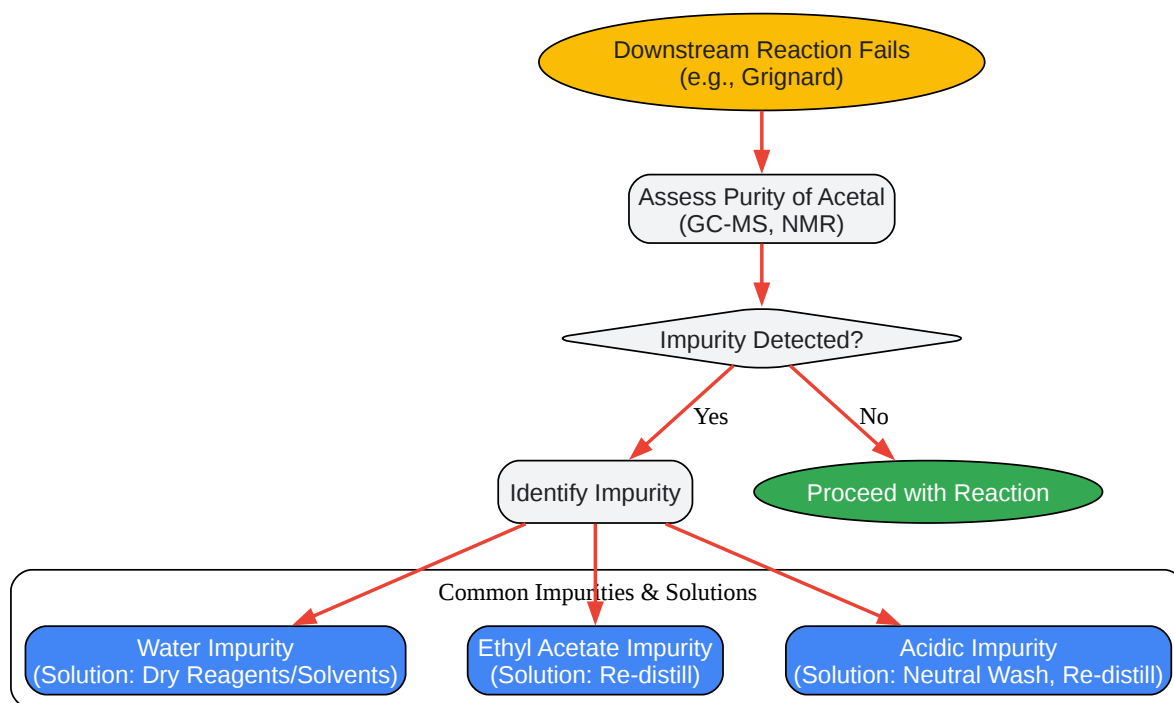 Downstream Reaction Fails
(e.g., Grignard)
Assess Purity of Acetal
(GC-MS, NMR)
Impurity Detected?
Yes
No
Identify Impurity
Proceed with Reaction
Common Impurities & Solutions
Water Impurity
(Solution: Dry Reagents/Solvents)
Ethyl Acetate Impurity
(Solution: Re-distill)
Acidic Impurity
(Solution: Neutral Wash, Re-distill)